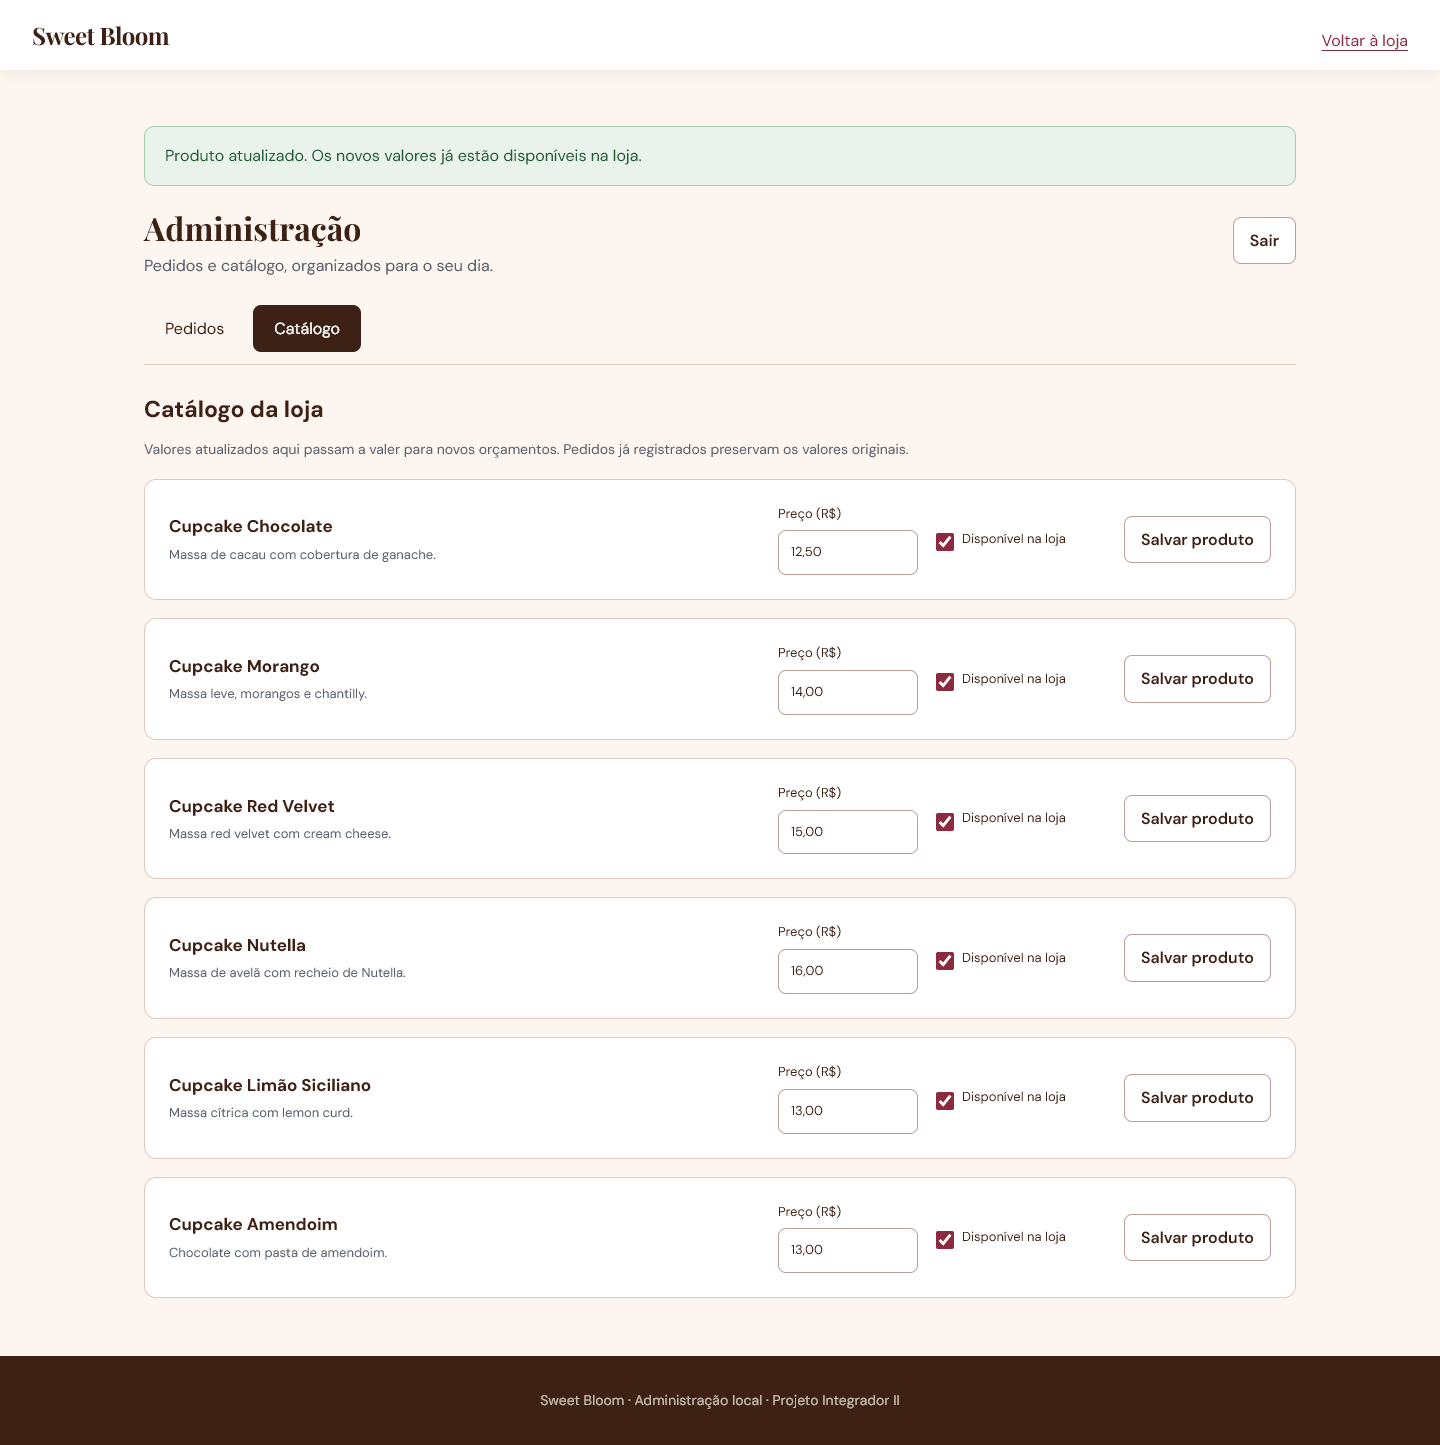 Sweet Bloom
Voltar à loja
Produto atualizado. Os novos valores já estão disponíveis na loja.
Administração
Sair
Pedidos e catálogo, organizados para o seu dia.
Pedidos
Catálogo
Catálogo da loja
Valores atualizados aqui passam a valer para novos orçamentos. Pedidos já registrados preservam os valores originais.
Cupcake Chocolate
Massa de cacau com cobertura de ganache.
Preço (R$)
12,50
Disponível na loja
Salvar produto
Cupcake Morango
Massa leve, morangos e chantilly.
Preço (R$)
14,00
Disponível na loja
Salvar produto
Cupcake Red Velvet
Massa red velvet com cream cheese.
Preço (R$)
15,00
Disponível na loja
Salvar produto
Cupcake Nutella
Massa de avelã com recheio de Nutella.
Preço (R$)
16,00
Disponível na loja
Salvar produto
Cupcake Limão Siciliano
Massa cítrica com lemon curd.
Preço (R$)
13,00
Disponível na loja
Salvar produto
Cupcake Amendoim
Chocolate com pasta de amendoim.
Preço (R$)
13,00
Disponível na loja
Salvar produto
Sweet Bloom · Administração local · Projeto Integrador II